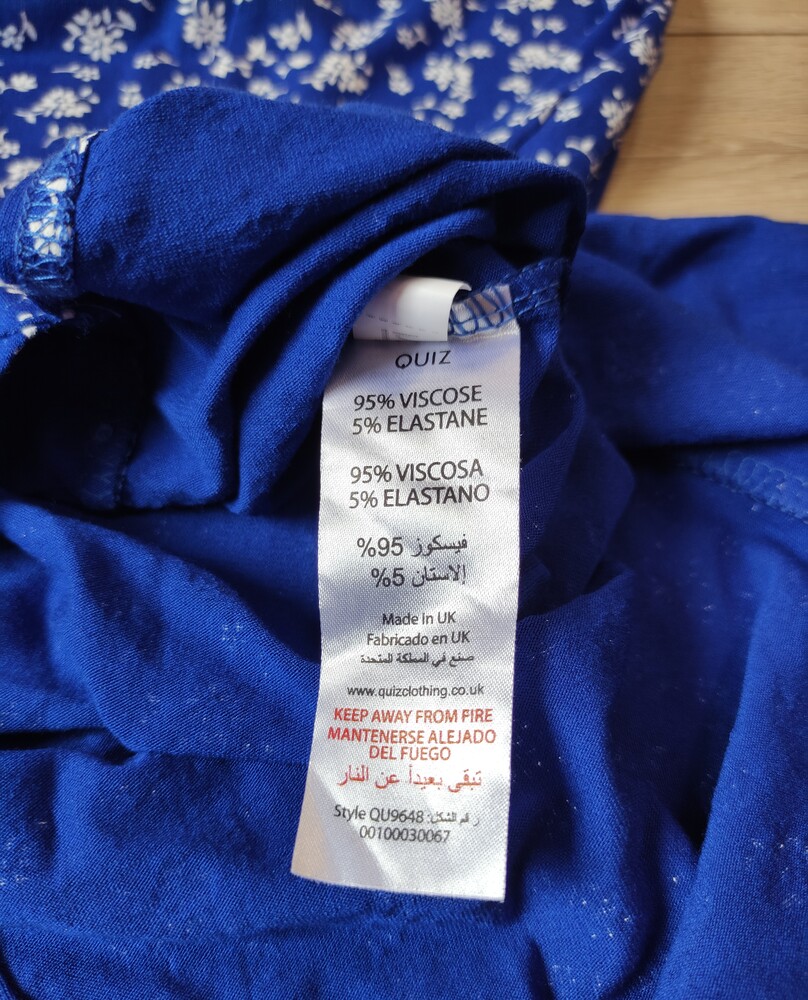 QUIZ
95% VISCOSE
5% ELASTANE
95% VISCOSA
5% ELASTANO
فيسكوز 95%
إلاستان 5%
Made in UK
Fabricado en UK
صنع في المملكة المتحدة
www.quizclothing.co.uk
KEEP AWAY FROM FIRE
MANTENERSE ALEJADO
DEL FUEGO
تبقى بعيداً عن النار
Style QU9648 :رقم الشكل
00100030067